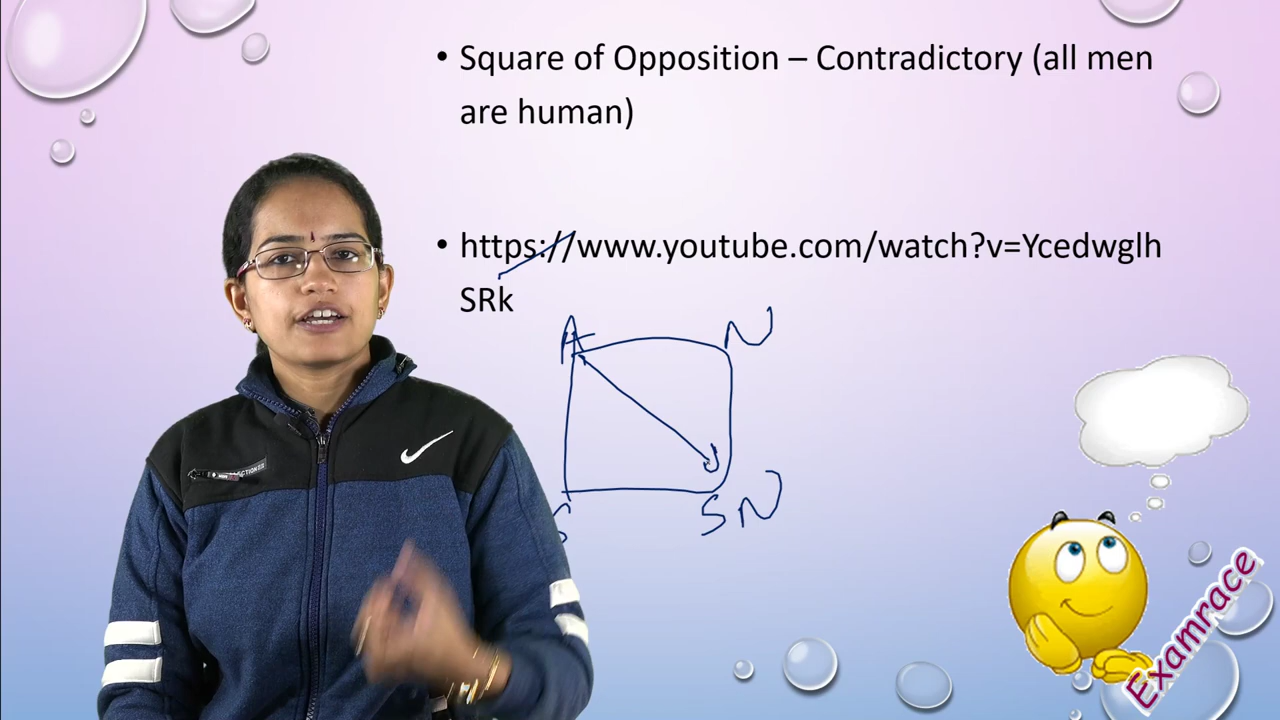 • Square of Opposition – Contradictory (all men
are human)
• https://www.youtube.com/watch?v=Ycedwglh
SRk
A N
S SN
Examrace